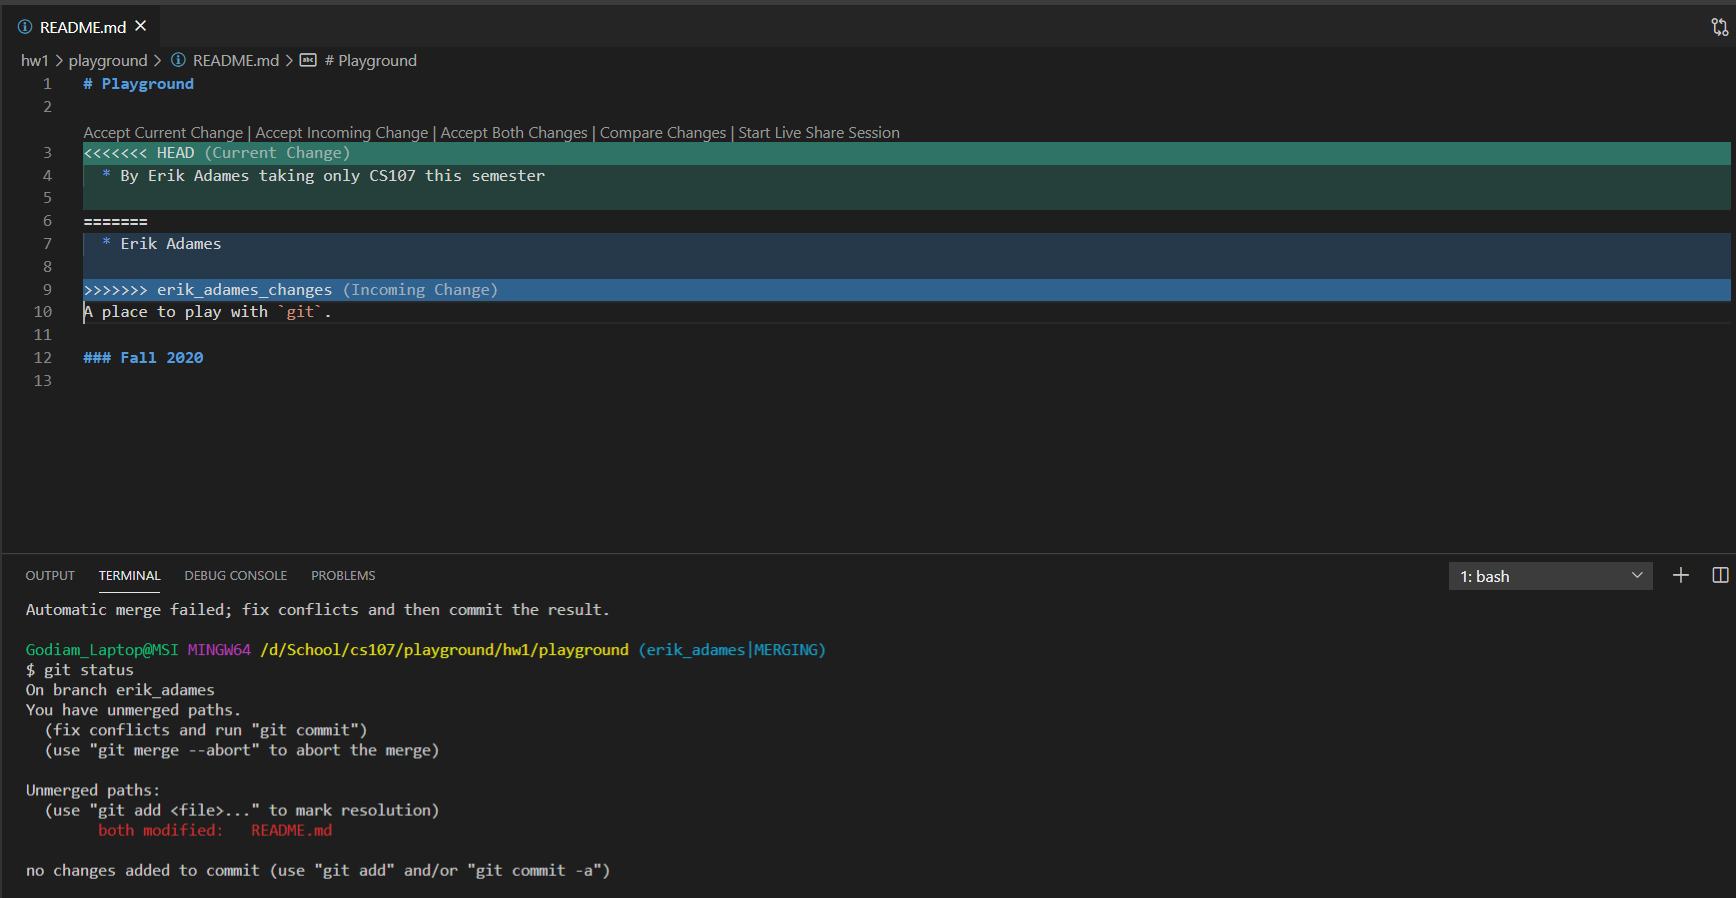 README.md
hw1 > playground > README.md > # Playground
1 # Playground
2
Accept Current Change | Accept Incoming Change | Accept Both Changes | Compare Changes | Start Live Share Session
3 <<<<<<< HEAD (Current Change)
4   * By Erik Adames taking only CS107 this semester
5
6 =======
7   * Erik Adames
8
9 >>>>>>> erik_adames_changes (Incoming Change)
10 A place to play with `git`.
11
12 ### Fall 2020
13
OUTPUT TERMINAL DEBUG CONSOLE PROBLEMS 1: bash
Automatic merge failed; fix conflicts and then commit the result.
Godiam_Laptop@MSI MINGW64 /d/School/cs107/playground/hw1/playground (erik_adames|MERGING)
$ git status
On branch erik_adames
You have unmerged paths.
  (fix conflicts and run "git commit")
  (use "git merge --abort" to abort the merge)
Unmerged paths:
  (use "git add <file>..." to mark resolution)
        both modified:   README.md
no changes added to commit (use "git add" and/or "git commit -a")